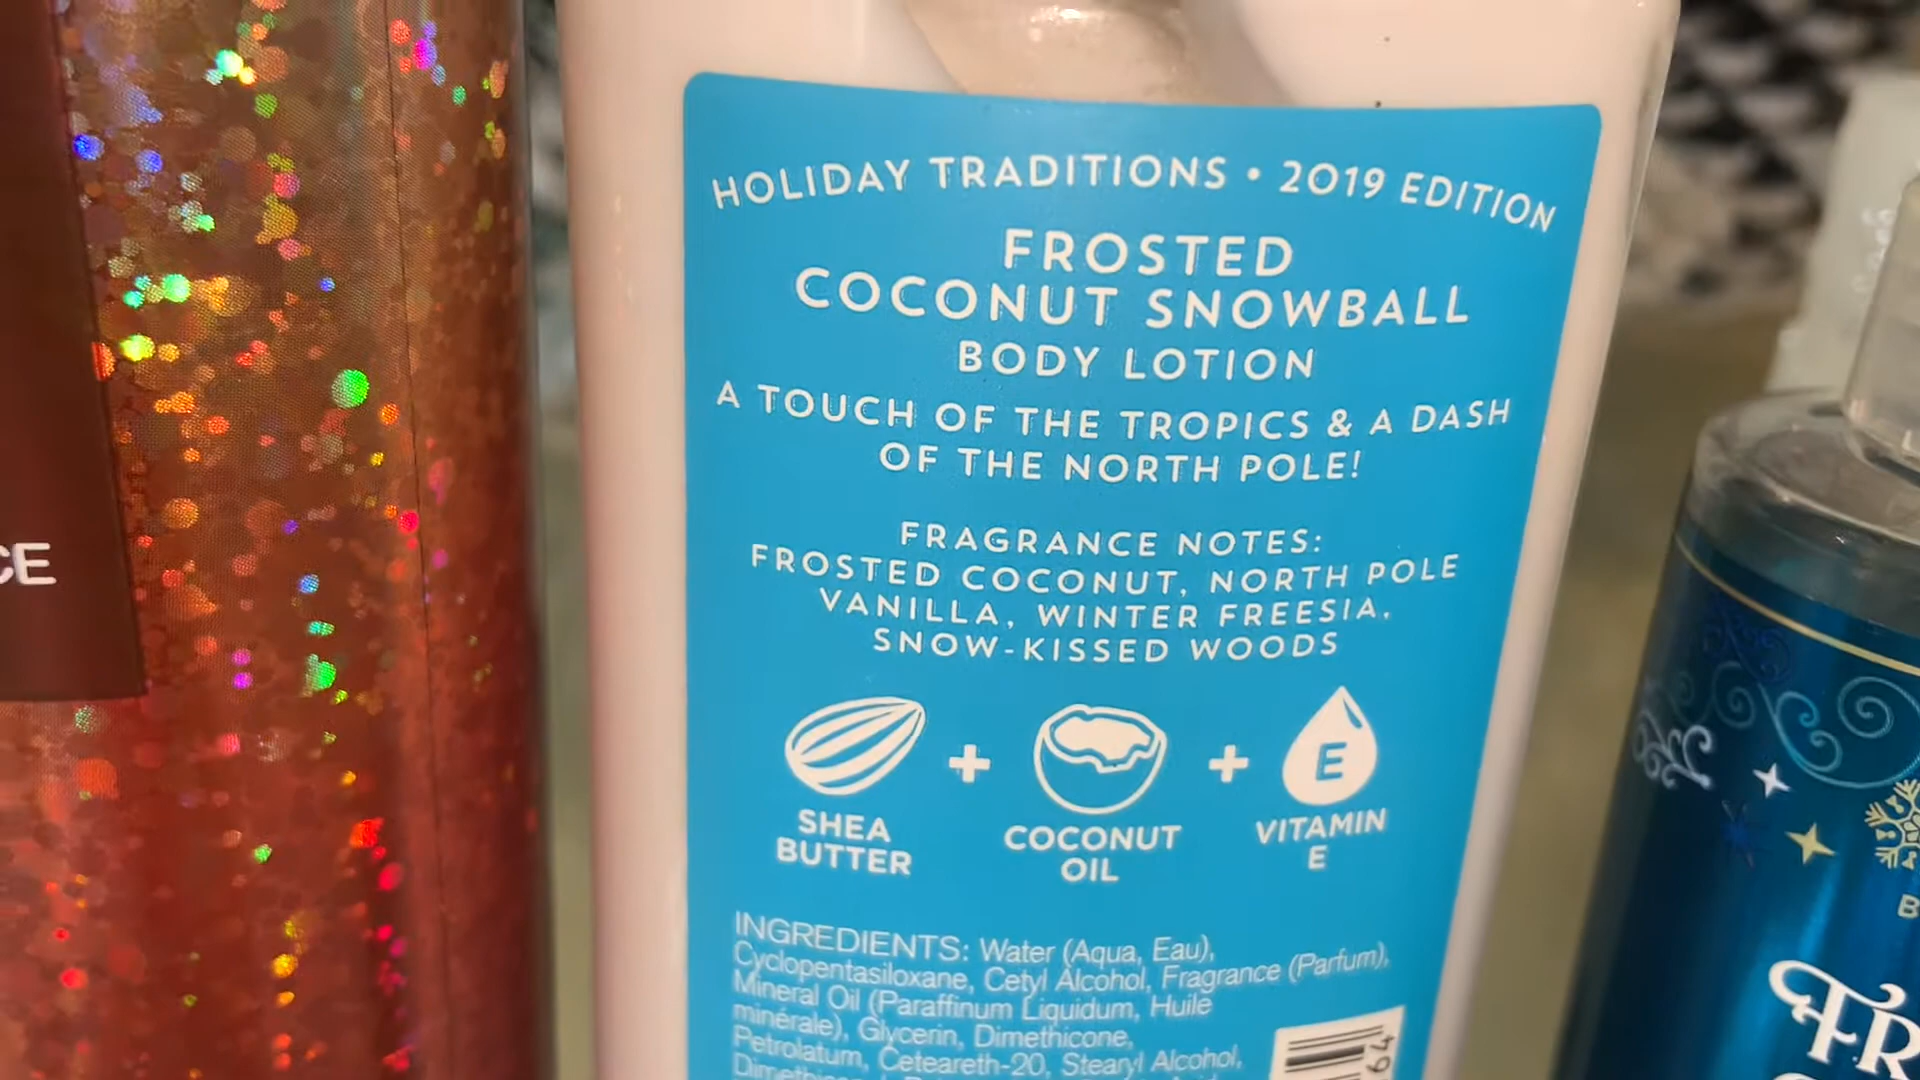 HOLIDAY TRADITIONS • 2019 EDITION
FROSTED
COCONUT SNOWBALL
BODY LOTION
A TOUCH OF THE TROPICS & A DASH
OF THE NORTH POLE!
FRAGRANCE NOTES:
FROSTED COCONUT, NORTH POLE
VANILLA, WINTER FREESIA,
SNOW-KISSED WOODS
E
SHEA
BUTTER
+
COCONUT
OIL
+
VITAMIN
E
INGREDIENTS: Water (Aqua, Eau),
Cyclopentasiloxane, Cetyl Alcohol, Fragrance (Parfum),
Mineral Oil (Paraffinum Liquidum, Huile
minérale), Glycerin, Dimethicone,
Petrolatum, Ceteareth-20, Stearyl Alcohol,
64
CE
FR